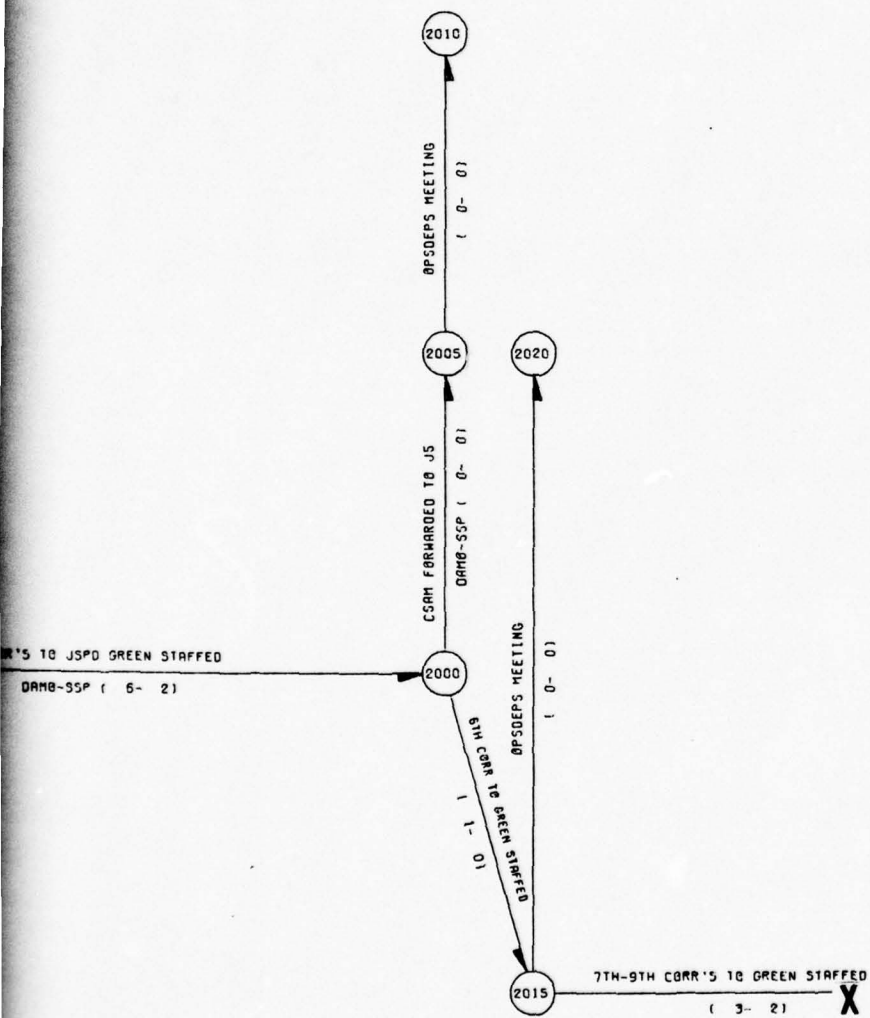 2010
OPSDEPS MEETING
( 0- 0)
2005
2020
CSAM FORWARDED TO J5
DAMO-SSP ( 0- 0)
OPSDEPS MEETING
( 0- 0)
R'S TO JSPD GREEN STAFFED
DAMO-SSP ( 6- 2)
2000
6TH CORR TO GREEN STAFFED
( 1- 0)
7TH-9TH CORR'S TO GREEN STAFFED
( 3- 2)
2015
X